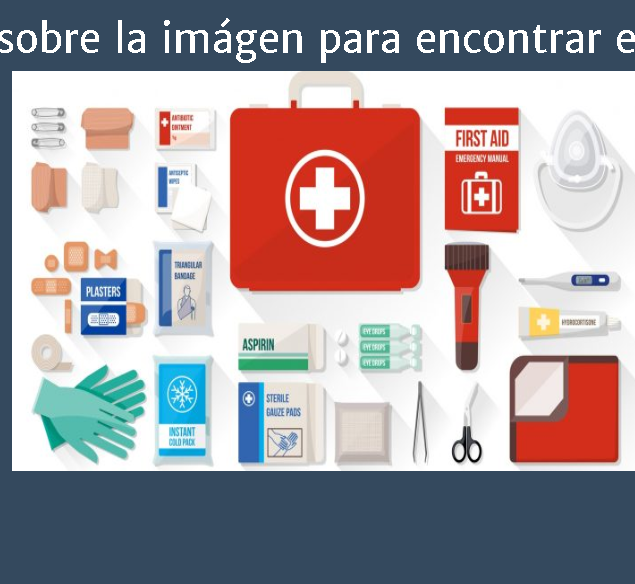 sobre la imágen para encontrar e
ANTIBIOTIC
OINTMENT
FIRST AID
EMERGENCY MANUAL
ANTISEPTIC
WIPES
TRIANGULAR
BANDAGE
PLASTERS
HYDROCORTISONE
ASPIRIN
EYE DROPS
EYE DROPS
EYE DROPS
STERILE
GAUZE PADS
INSTANT
COLD PACK